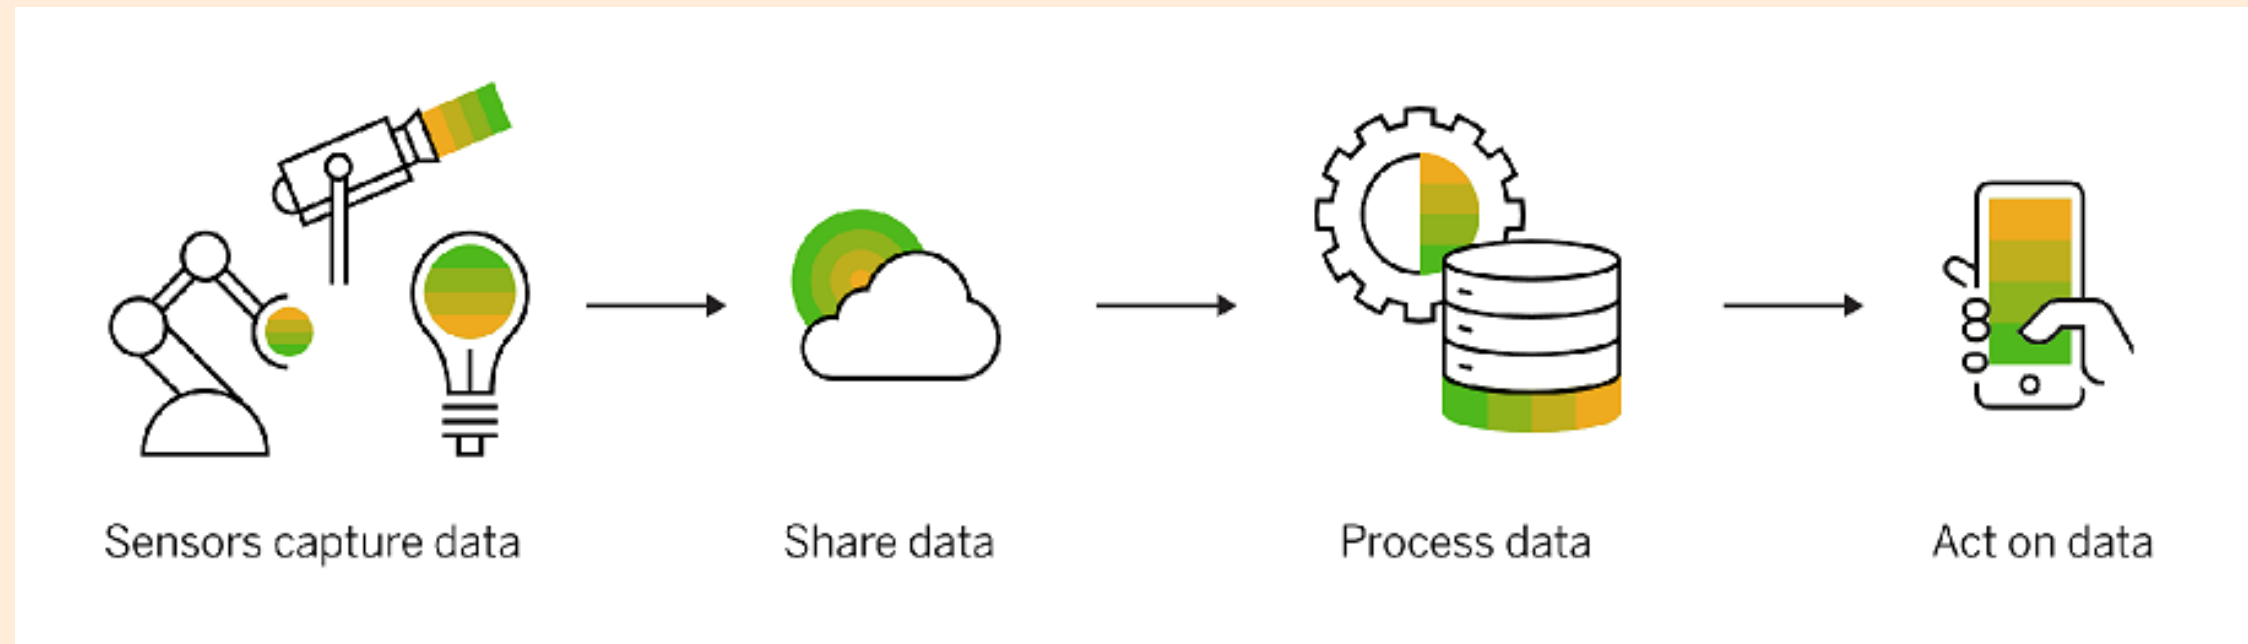 Sensors capture data
Share data
Process data
Act on data